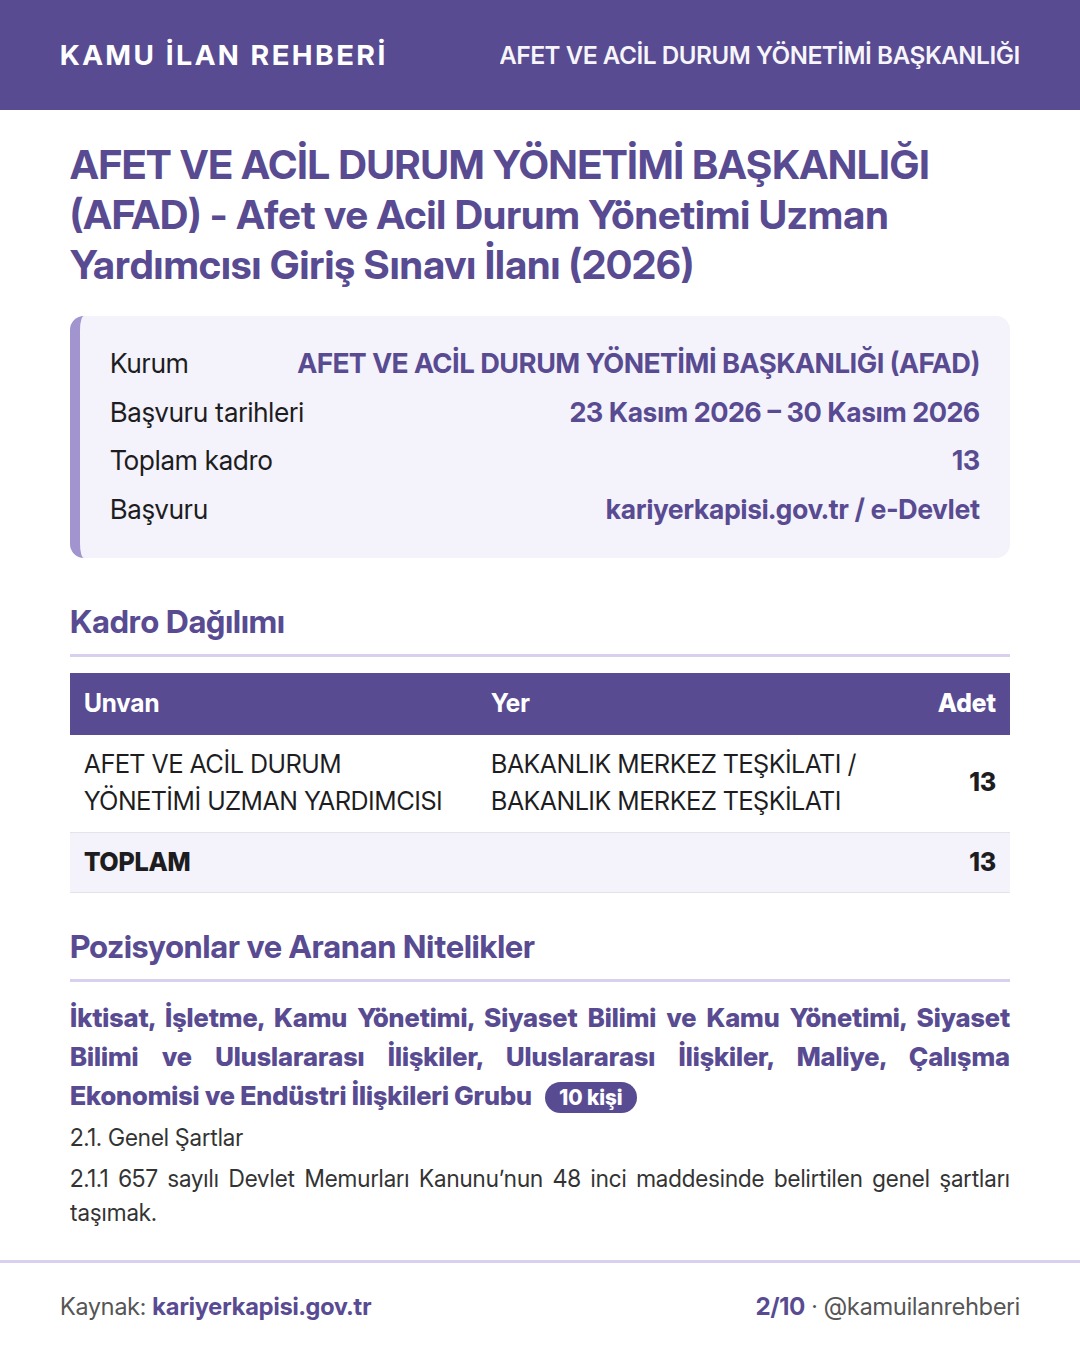 KAMU İLAN REHBERİ
AFET VE ACİL DURUM YÖNETİMİ BAŞKANLIĞI
AFET VE ACİL DURUM YÖNETİMİ BAŞKANLIĞI
(AFAD) - Afet ve Acil Durum Yönetimi Uzman
Yardımcısı Giriş Sınavı İlanı (2026)
Kurum AFET VE ACİL DURUM YÖNETİMİ BAŞKANLIĞI (AFAD)
Başvuru tarihleri 23 Kasım 2026 – 30 Kasım 2026
Toplam kadro 13
Başvuru kariyerkapisi.gov.tr / e-Devlet
Kadro Dağılımı
Unvan Yer Adet
AFET VE ACİL DURUM
YÖNETİMİ UZMAN YARDIMCISI
BAKANLIK MERKEZ TEŞKİLATI /
BAKANLIK MERKEZ TEŞKİLATI
13
TOPLAM 13
Pozisyonlar ve Aranan Nitelikler
İktisat, İşletme, Kamu Yönetimi, Siyaset Bilimi ve Kamu Yönetimi, Siyaset
Bilimi ve Uluslararası İlişkiler, Uluslararası İlişkiler, Maliye, Çalışma
Ekonomisi ve Endüstri İlişkileri Grubu 10 kişi
2.1. Genel Şartlar
2.1.1 657 sayılı Devlet Memurları Kanunu’nun 48 inci maddesinde belirtilen genel şartları
taşımak.
Kaynak: kariyerkapisi.gov.tr
2/10 · @kamuilanrehberi